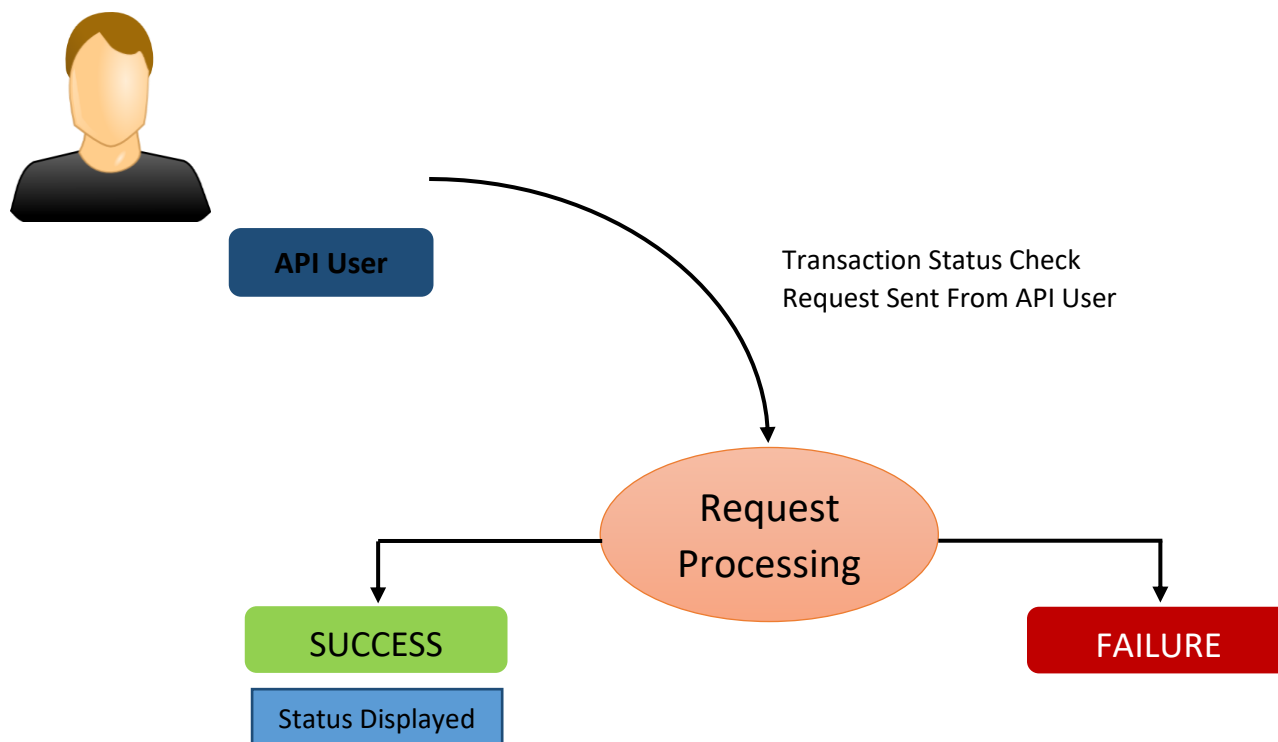 API User
Transaction Status Check
Request Sent From API User
Request
Processing
SUCCESS
FAILURE
Status Displayed